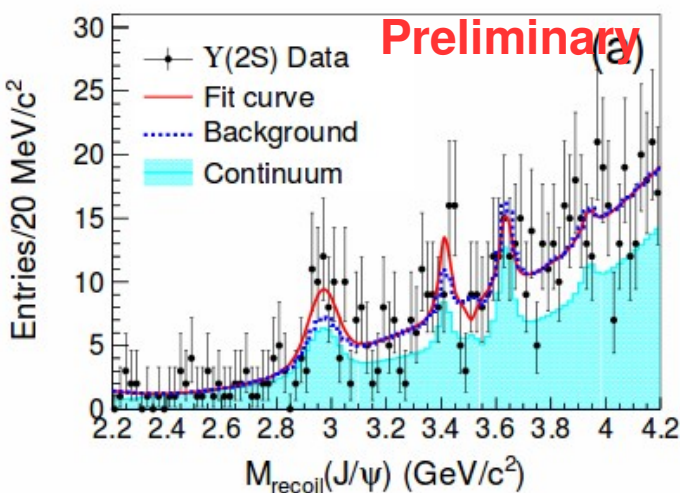 Preliminary
(a)
ϒ(2S) Data
Fit curve
Background
Continuum
Entries/20 MeV/c²
30
25
20
15
10
5
0
2.2 2.4 2.6 2.8 3 3.2 3.4 3.6 3.8 4 4.2
M_recoil(J/ψ) (GeV/c²)